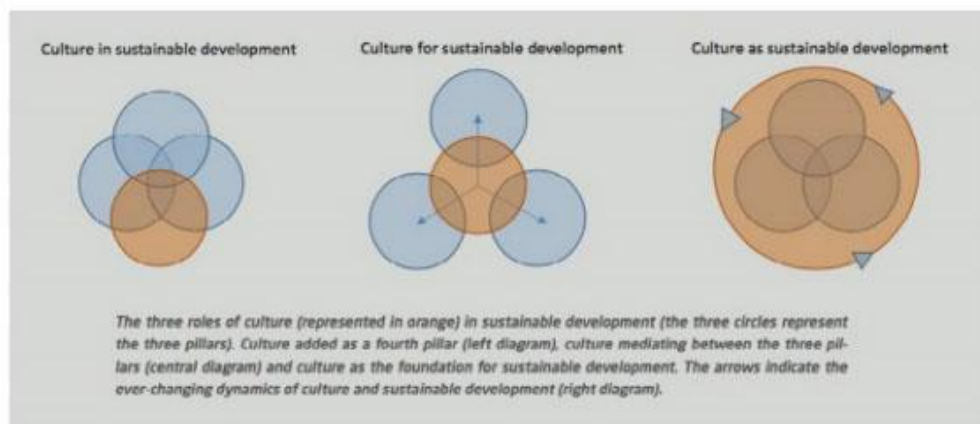 Culture in sustainable development
Culture for sustainable development
Culture as sustainable development
The three roles of culture (represented in orange) in sustainable development (the three circles represent
the three pillars). Culture added as a fourth pillar (left diagram), culture mediating between the three pil-
lars (central diagram) and culture as the foundation for sustainable development. The arrows indicate the
ever-changing dynamics of culture and sustainable development (right diagram).